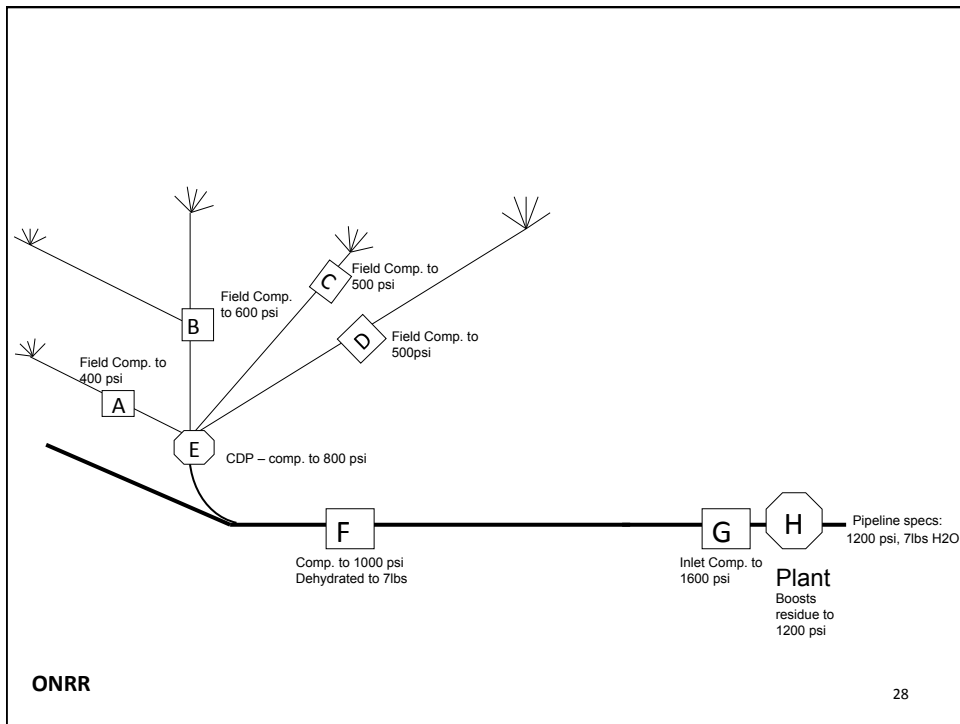 C
Field Comp. to
500 psi
Field Comp.
to 600 psi
B
D
Field Comp. to
500psi
Field Comp. to
400 psi
A
E
CDP – comp. to 800 psi
F
Comp. to 1000 psi
Dehydrated to 7lbs
G
Inlet Comp. to
1600 psi
H
Plant
Boosts
residue to
1200 psi
Pipeline specs:
1200 psi, 7lbs H2O
ONRR
28